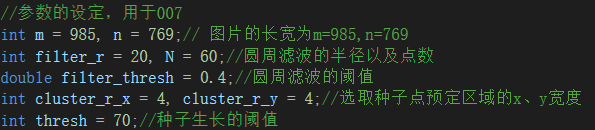 //参数的设定，用于007
int m = 985, n = 769;// 图片的长宽为m=985,n=769
int filter_r = 20, N = 60;//圆周滤波的半径以及点数
double filter_thresh = 0.4;//圆周滤波的阈值
int cluster_r_x = 4, cluster_r_y = 4;//选取种子点预定区域的x、y宽度
int thresh = 70;//种子生长的阈值